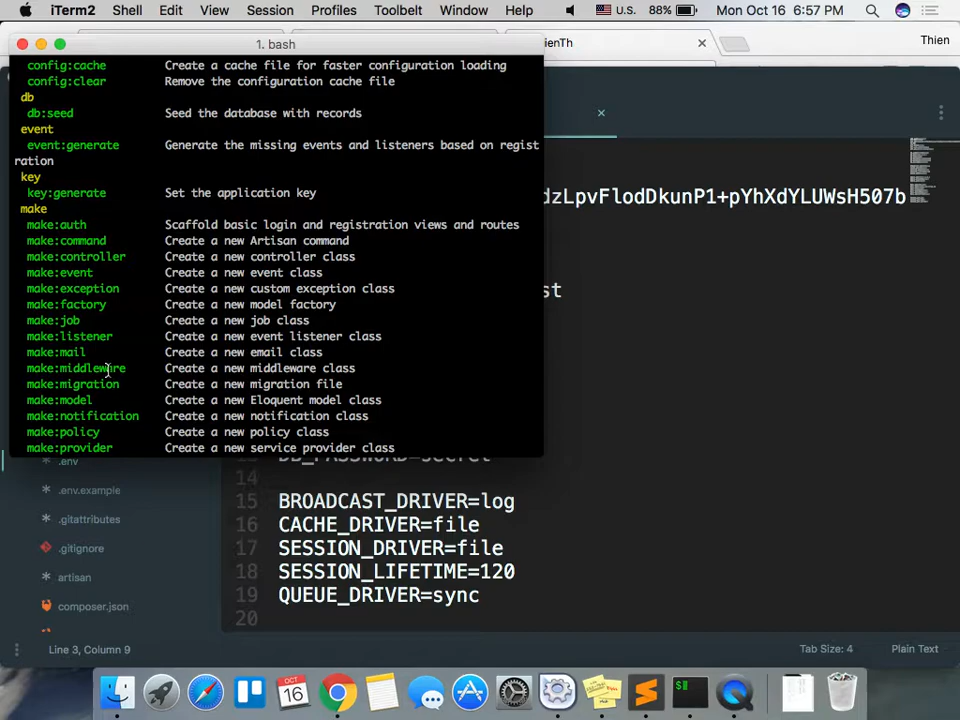 iTerm2 Shell Edit View Session Profiles Toolbelt Window Help U.S. 88% Mon Oct 16 6:57 PM
1. bash
ienTh
Thien
config:cache Create a cache file for faster configuration loading
config:clear Remove the configuration cache file
db
db:seed Seed the database with records
event
event:generate Generate the missing events and listeners based on regist
ration
key
key:generate Set the application key
make
make:auth Scaffold basic login and registration views and routes
make:command Create a new Artisan command
make:controller Create a new controller class
make:event Create a new event class
make:exception Create a new custom exception class
make:factory Create a new model factory
make:job Create a new job class
make:listener Create a new event listener class
make:mail Create a new email class
make:middleware Create a new middleware class
make:migration Create a new migration file
make:model Create a new Eloquent model class
make:notification Create a new notification class
make:policy Create a new policy class
make:provider Create a new service provider class
dzLpvFlodDkunP1+pYhXdYLUWsH507b
st
.env
.env.example
.gitattributes
.gitignore
artisan
composer.json
DB_PASSWORD=secret
14
15 BROADCAST_DRIVER=log
16 CACHE_DRIVER=file
17 SESSION_DRIVER=file
18 SESSION_LIFETIME=120
19 QUEUE_DRIVER=sync
20
Line 3, Column 9 Tab Size: 4 Plain Text
OCT
16